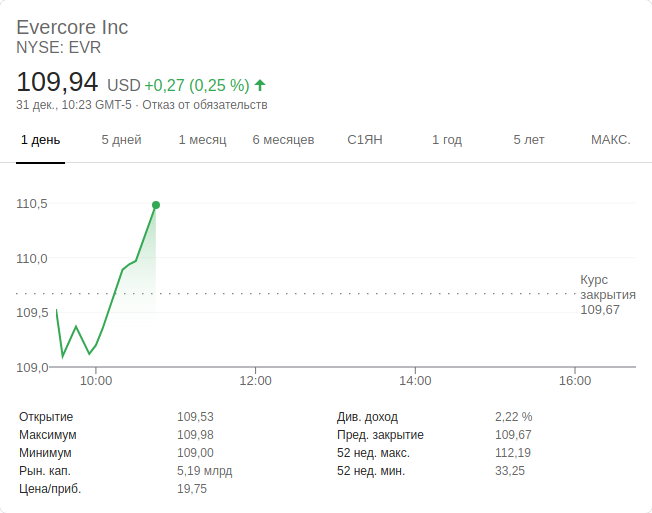 Evercore Inc
NYSE: EVR
109,94 USD +0,27 (0,25 %)
31 дек., 10:23 GMT-5 · Отказ от обязательств
1 день 5 дней 1 месяц 6 месяцев С1ЯН 1 год 5 лет МАКС.
110,5
110,0
109,5
109,0
Курс
закрытия
109,67
10:00 12:00 14:00 16:00
Открытие 109,53 Див. доход 2,22 %
Максимум 109,98 Пред. закрытие 109,67
Минимум 109,00 52 нед. макс. 112,19
Рын. кап. 5,19 млрд 52 нед. мин. 33,25
Цена/приб. 19,75